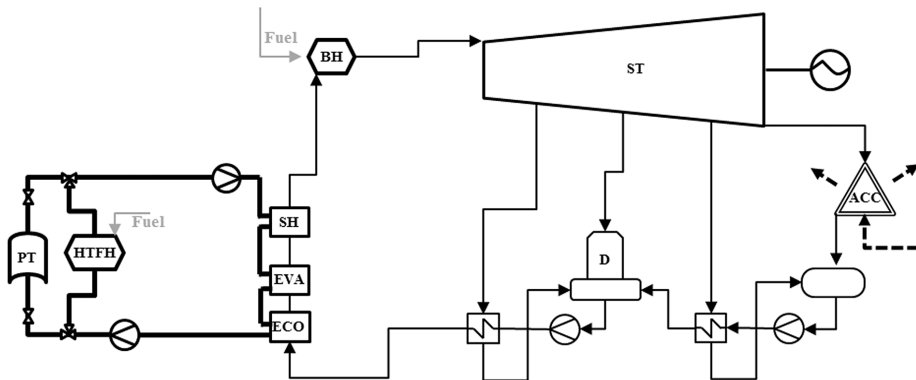 Fuel
BH
ST
ACC
SH
Fuel
PT
HTFH
D
EVA
ECO